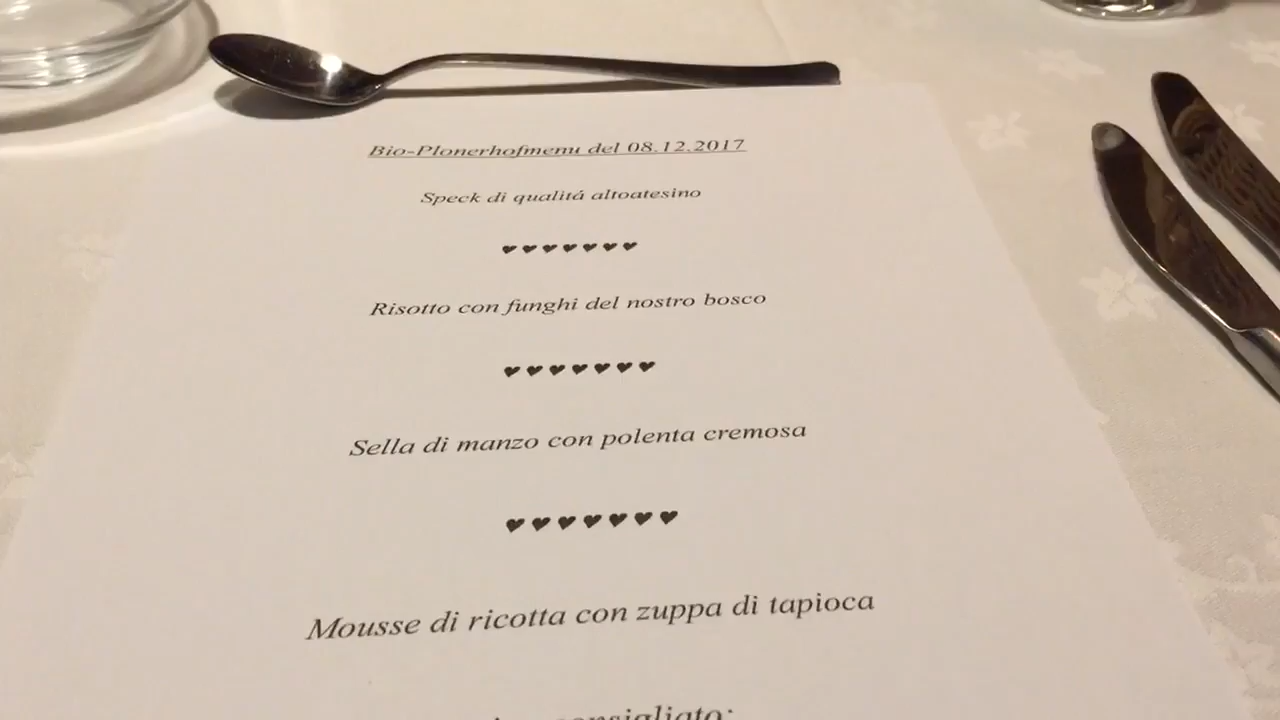 Bio-Plonerhofmenu del 08.12.2017
Speck di qualitá altoatesino
♥♥♥♥♥♥♥
Risotto con funghi del nostro bosco
♥♥♥♥♥♥♥
Sella di manzo con polenta cremosa
♥♥♥♥♥♥♥
Mousse di ricotta con zuppa di tapioca